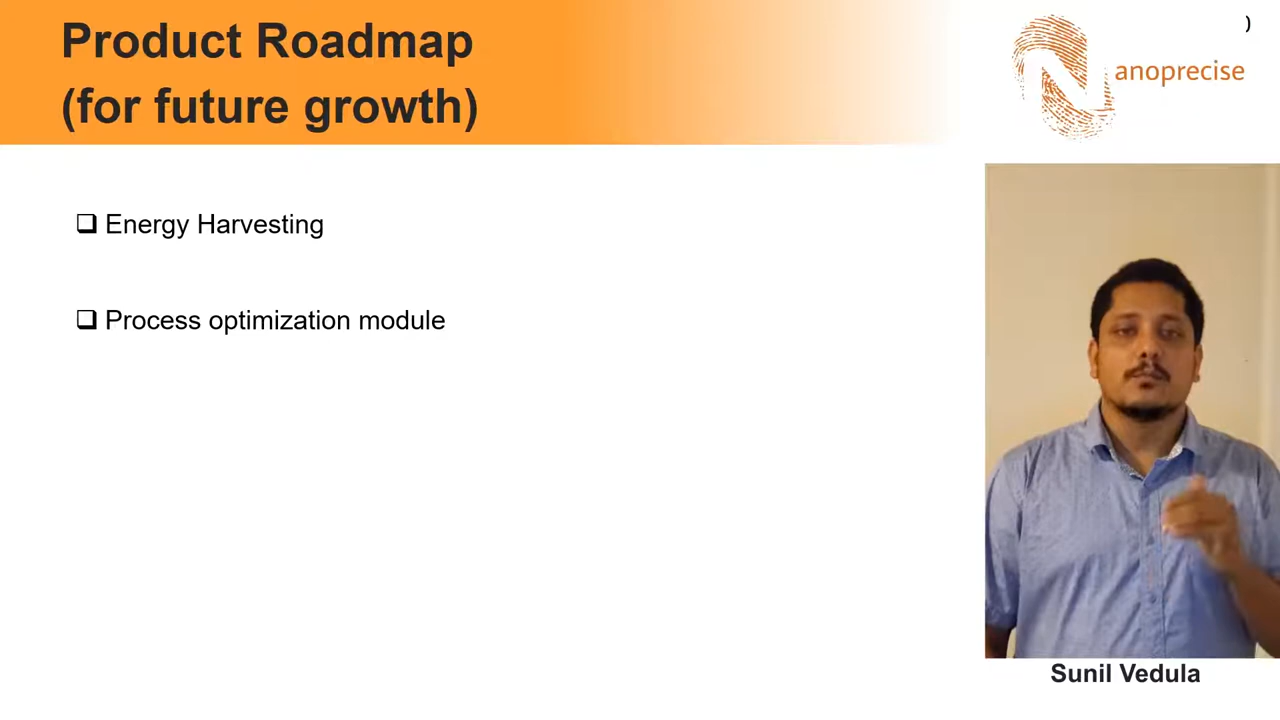 Product Roadmap
(for future growth)
)
anoprecise
❑ Energy Harvesting
❑ Process optimization module
Sunil Vedula